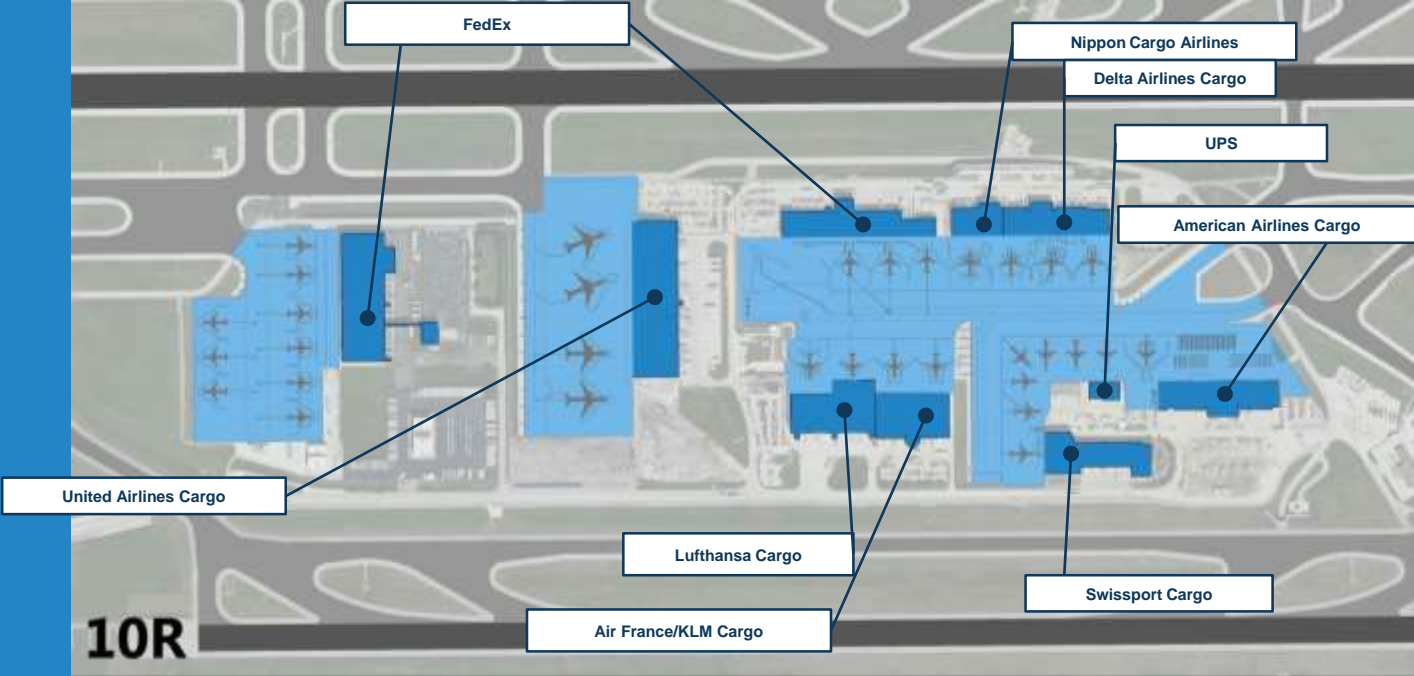 FedEx
Nippon Cargo Airlines
Delta Airlines Cargo
UPS
American Airlines Cargo
United Airlines Cargo
Lufthansa Cargo
Swissport Cargo
Air France/KLM Cargo
10R